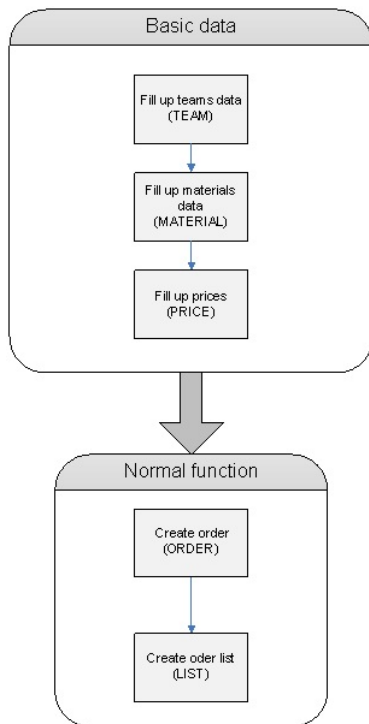 Basic data
Fill up teams data
(TEAM)
Fill up materials
data
(MATERIAL)
Fill up prices
(PRICE)
Normal function
Create order
(ORDER)
Create oder list
(LIST)